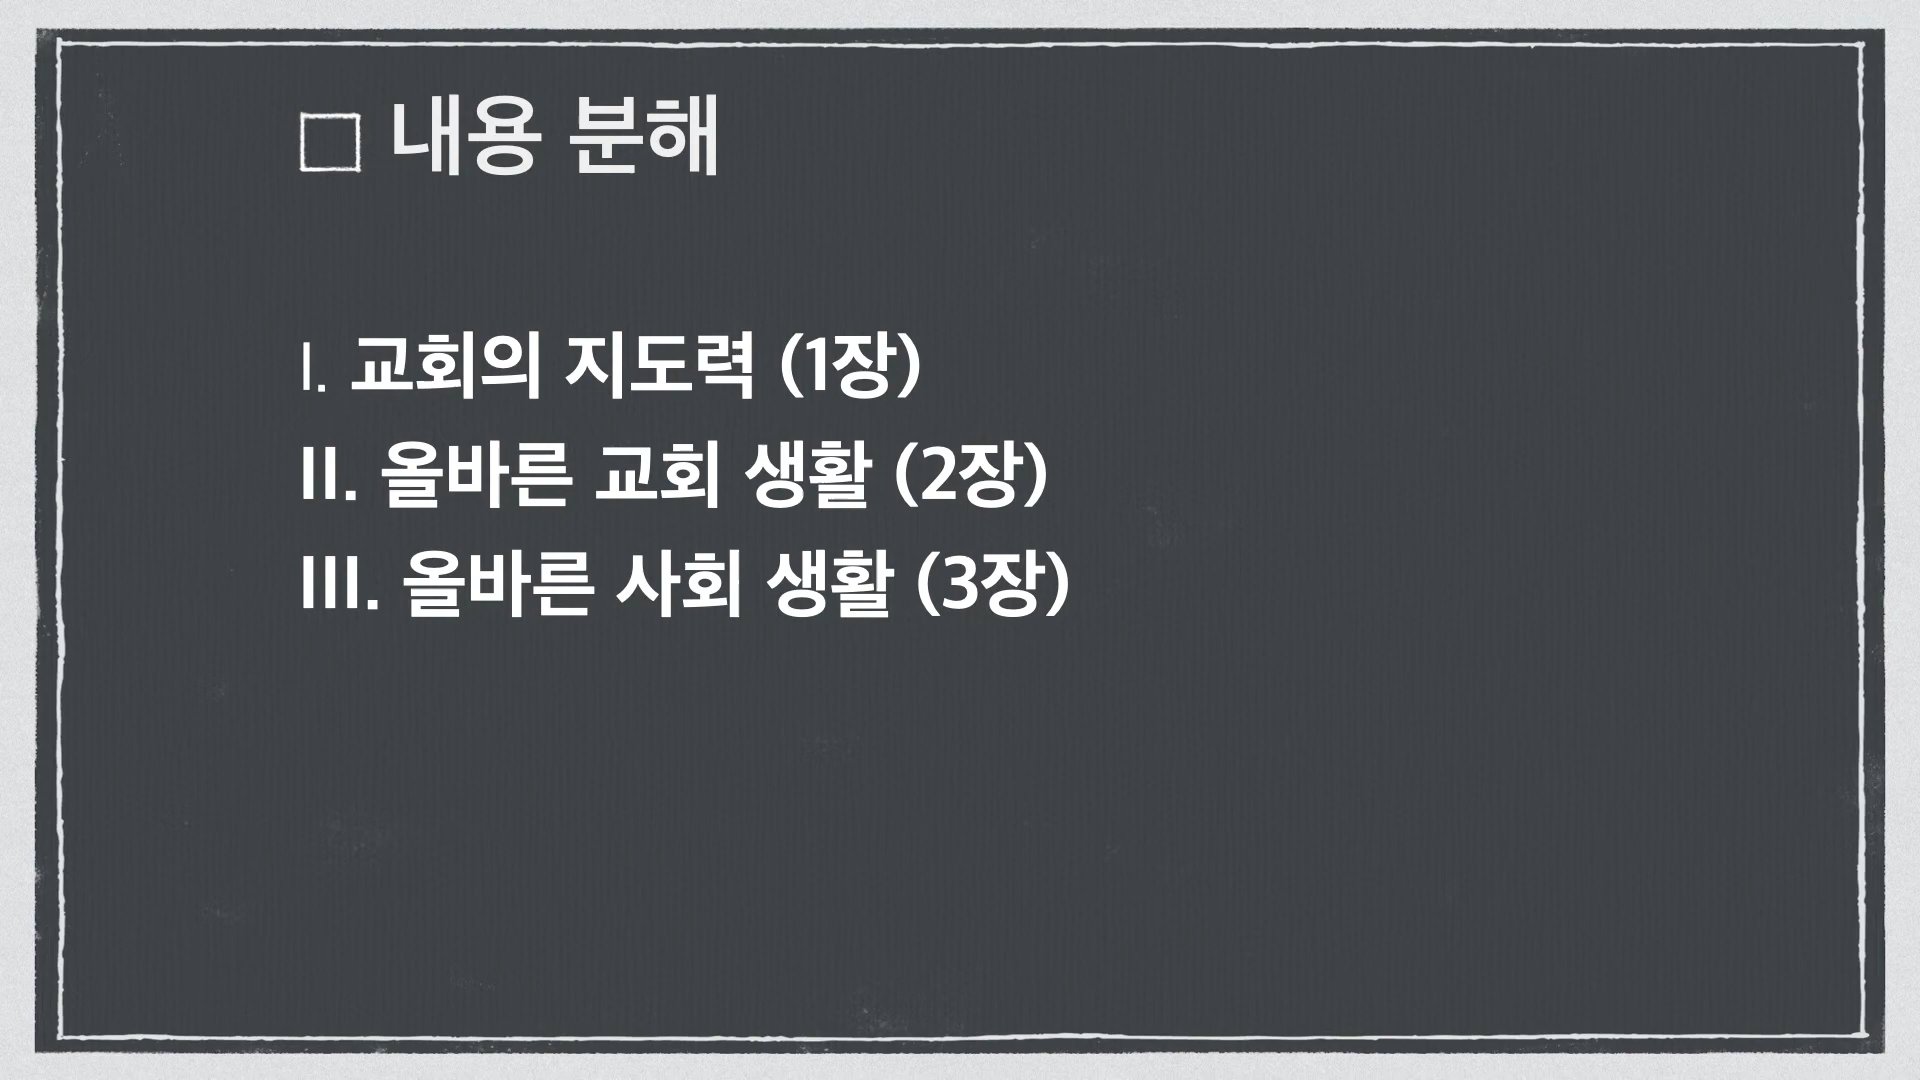 □ 내용 분해
I. 교회의 지도력 (1장)
II. 올바른 교회 생활 (2장)
III. 올바른 사회 생활 (3장)